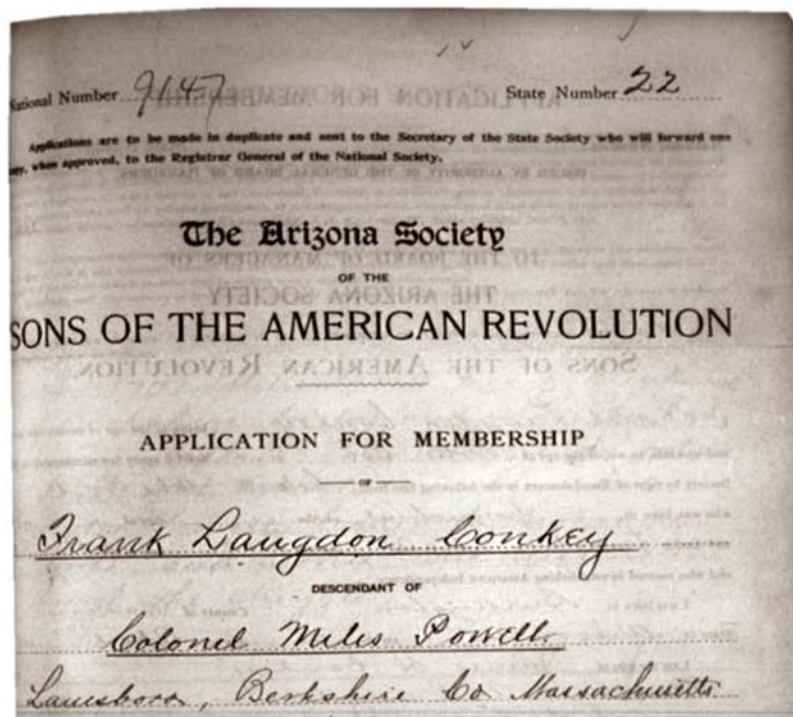 National Number 9147 State Number 22
Applications are to be made in duplicate and sent to the Secretary of the State Society who will forward one
copy, when approved, to the Registrar General of the National Society.
The Arizona Society
OF THE
SONS OF THE AMERICAN REVOLUTION
APPLICATION FOR MEMBERSHIP
OF
Frank Langdon Conkey
DESCENDANT OF
Colonel Miles Powell
Lanesboro, Berkshire Co Massachusetts